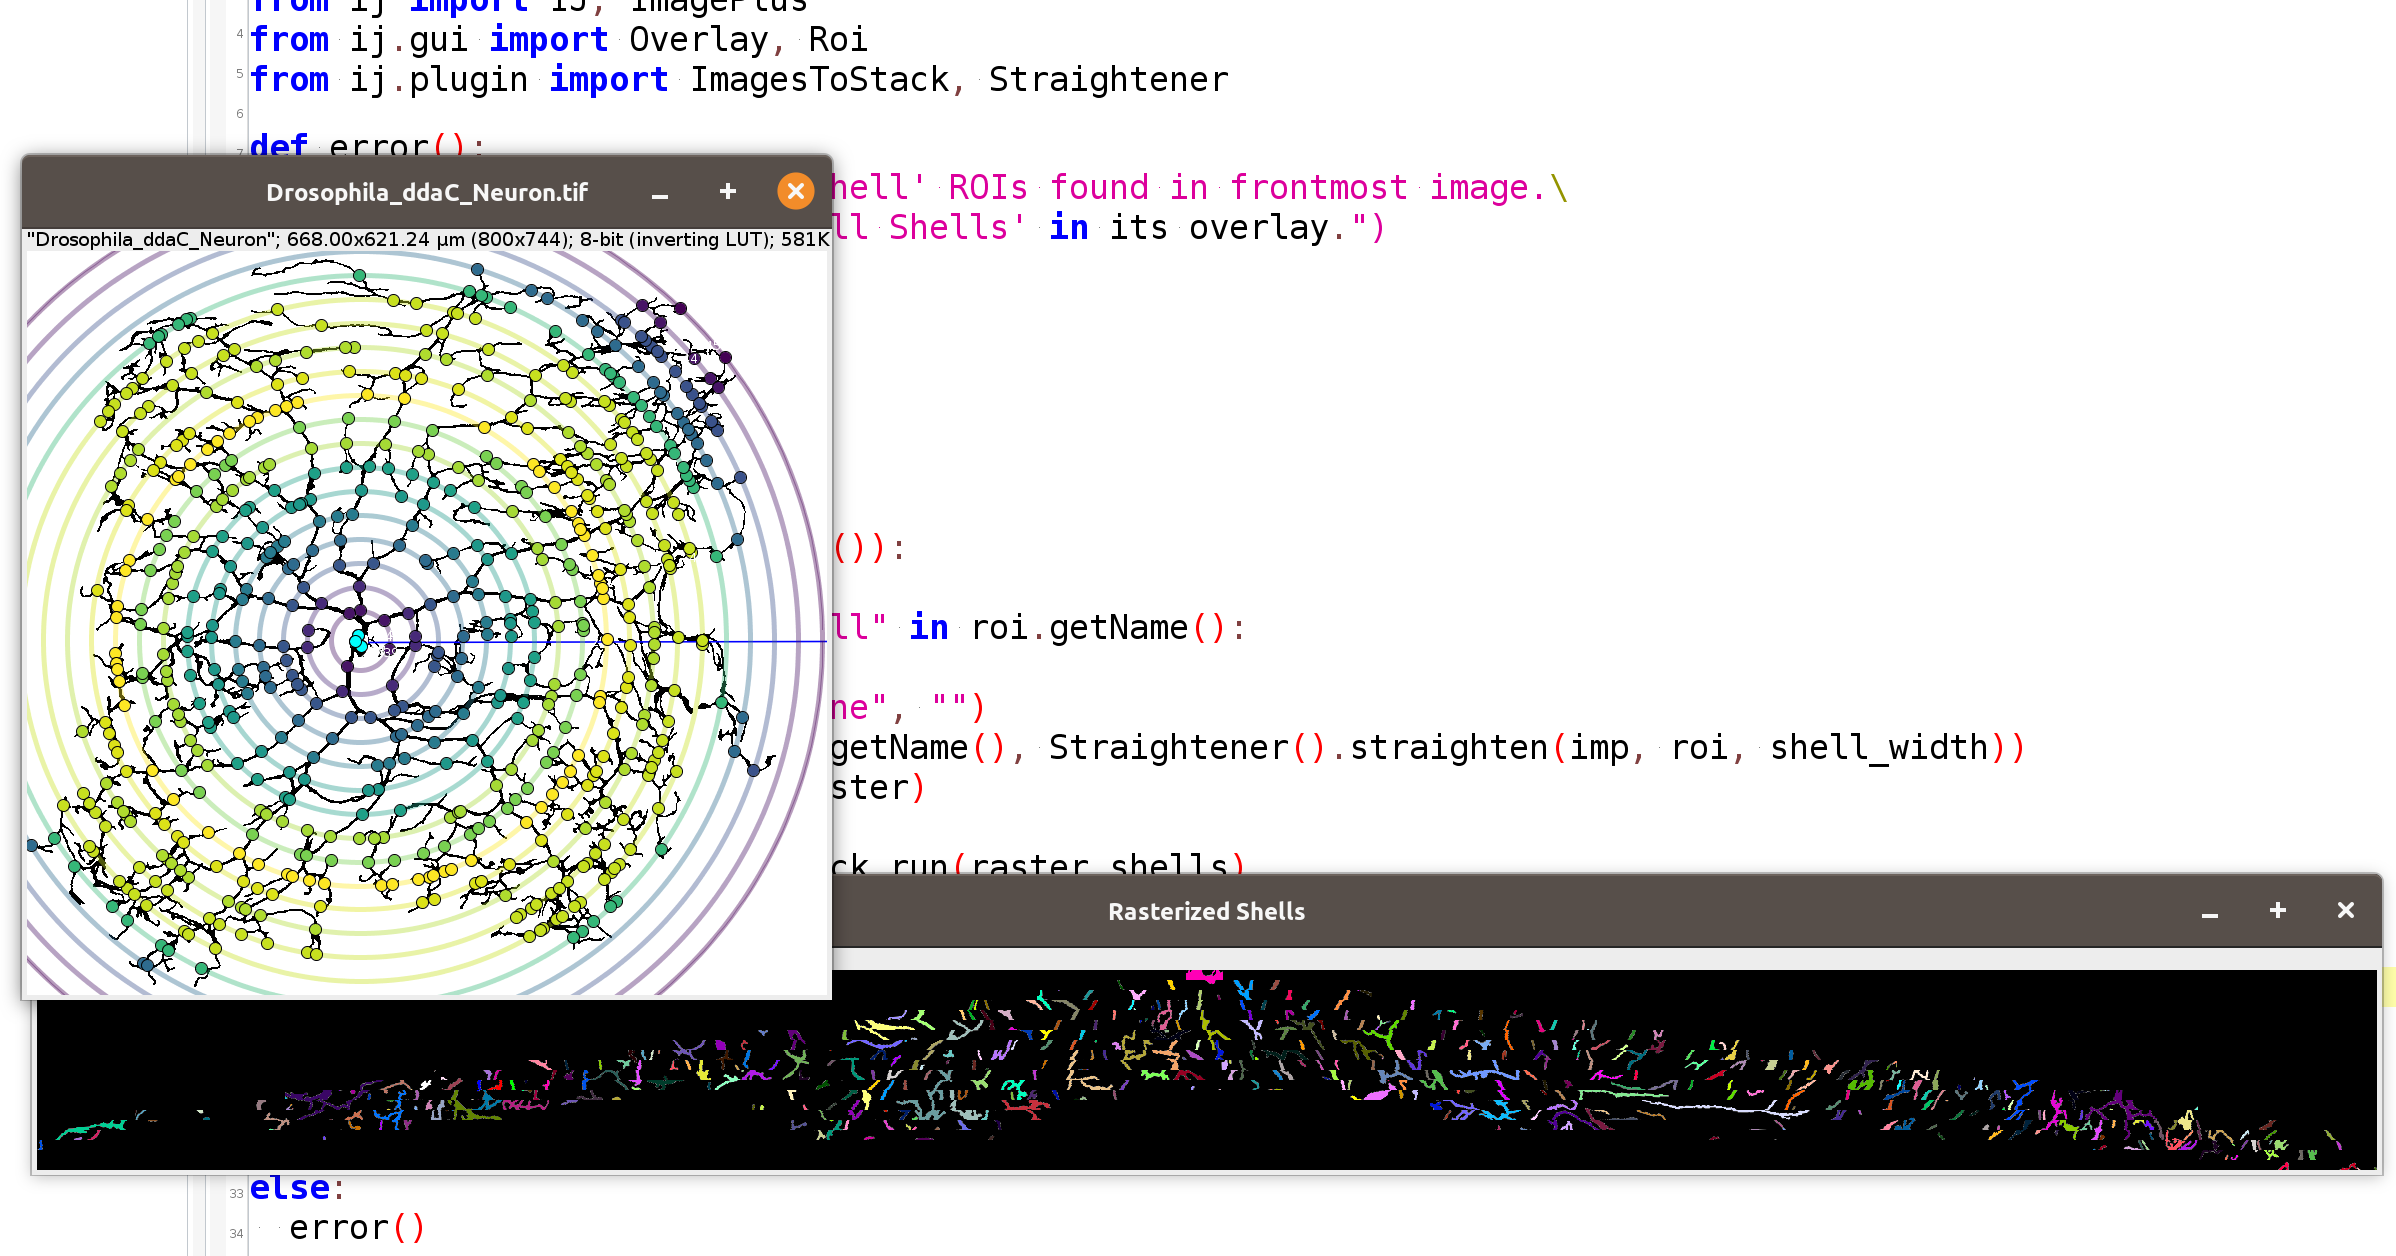 from ij import IJ, ImagePlus
4 from ij.gui import Overlay, Roi
5 from ij.plugin import ImagesToStack, Straightener
6
7 def error():
Drosophila_ddaC_Neuron.tif
"Drosophila_ddaC_Neuron"; 668.00x621.24 µm (800x744); 8-bit (inverting LUT); 581K
hell' ROIs found in frontmost image.\
ll Shells' in its overlay.")
()):
ll" in roi.getName():
ne", "")
getName(), Straightener().straighten(imp, roi, shell_width))
ster)
ck.run(raster_shells)
Rasterized Shells
33 else:
34 error()